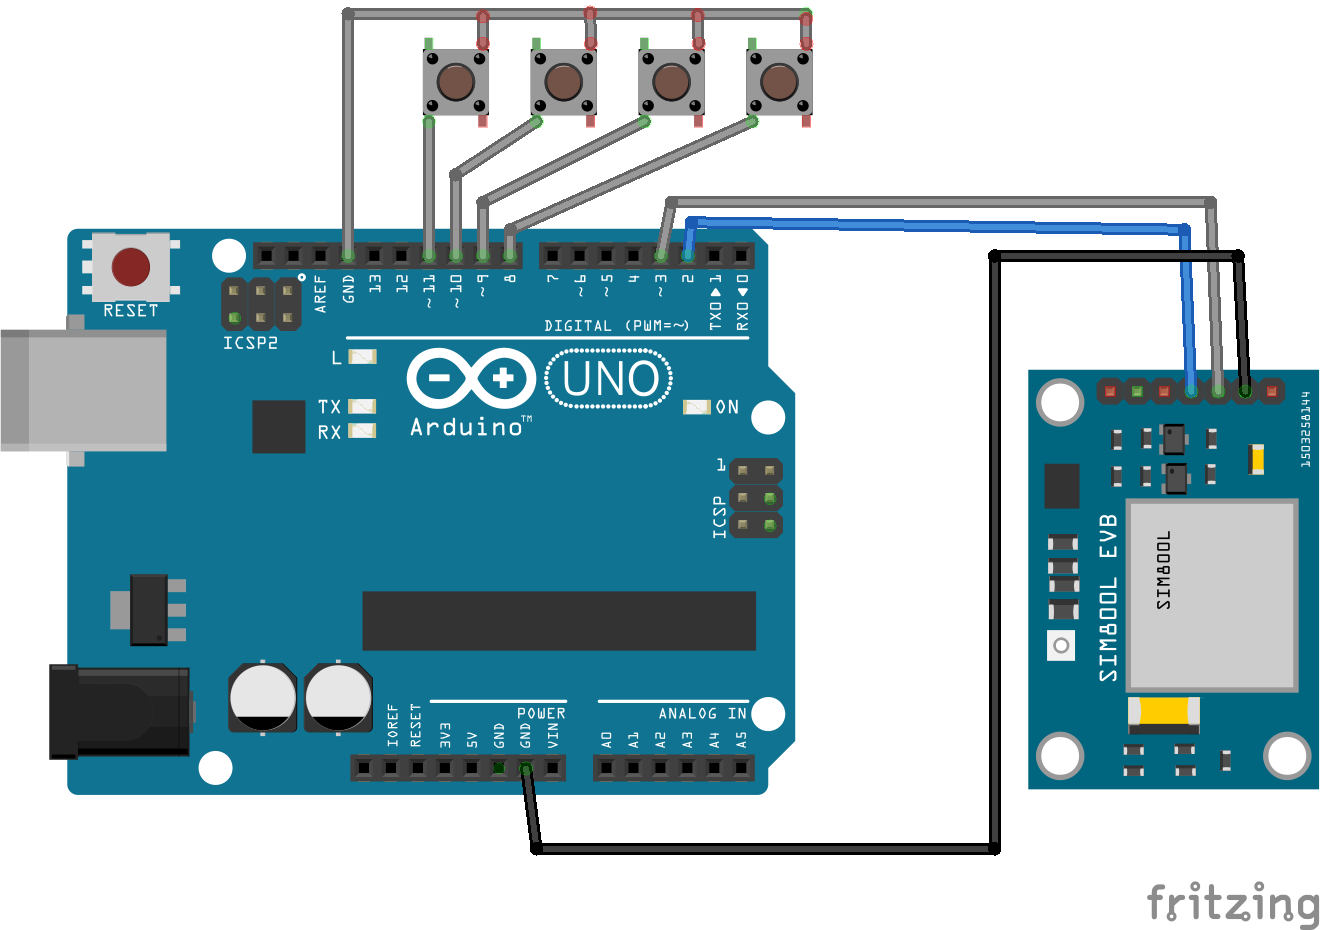 RESET
ICSP2
AREF
GND
13
12
~11
~10
~9
8
7
~6
~5
4
~3
2
TX0▶1
RX0◀0
DIGITAL (PWM=~)
L
TX
RX
UNO
Arduino™
ON
1
ICSP
IOREF
RESET
3V3
5V
GND
GND
VIN
POWER
ANALOG IN
A0
A1
A2
A3
A4
A5
1503258144
SIM800L EVB
SIM800L
fritzing